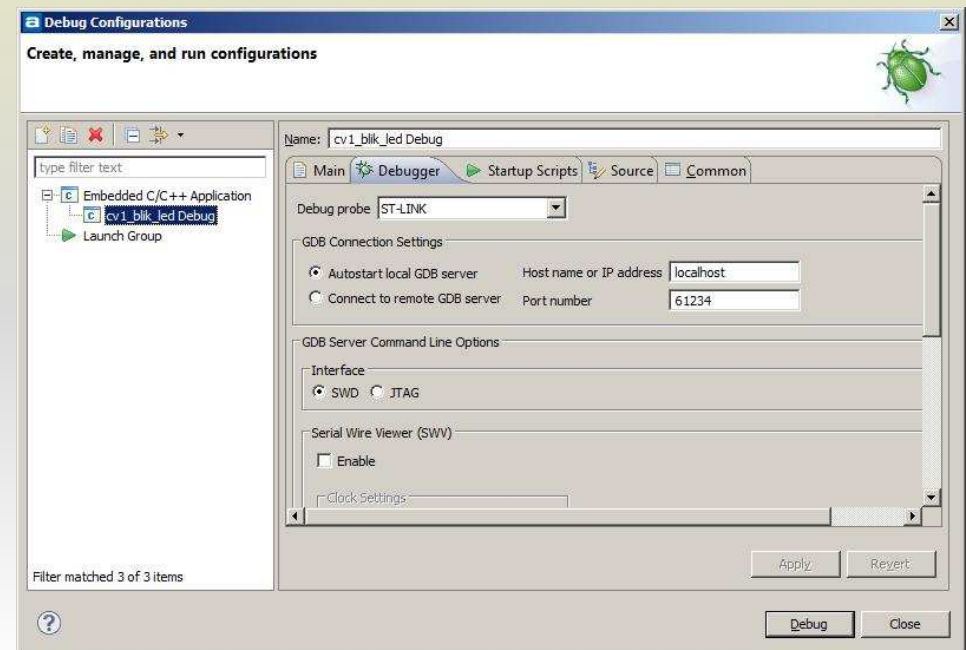 Debug Configurations
Create, manage, and run configurations
Name: cv1_blik_led Debug
type filter text
Embedded C/C++ Application
cv1_blik_led Debug
Launch Group
Filter matched 3 of 3 items
Main Debugger Startup Scripts Source Common
Debug probe ST-LINK
GDB Connection Settings
Autostart local GDB server Host name or IP address localhost
Connect to remote GDB server Port number 61234
GDB Server Command Line Options
Interface
SWD JTAG
Serial Wire Viewer (SWV)
Enable
Clock Settings
Apply Revert
Debug Close